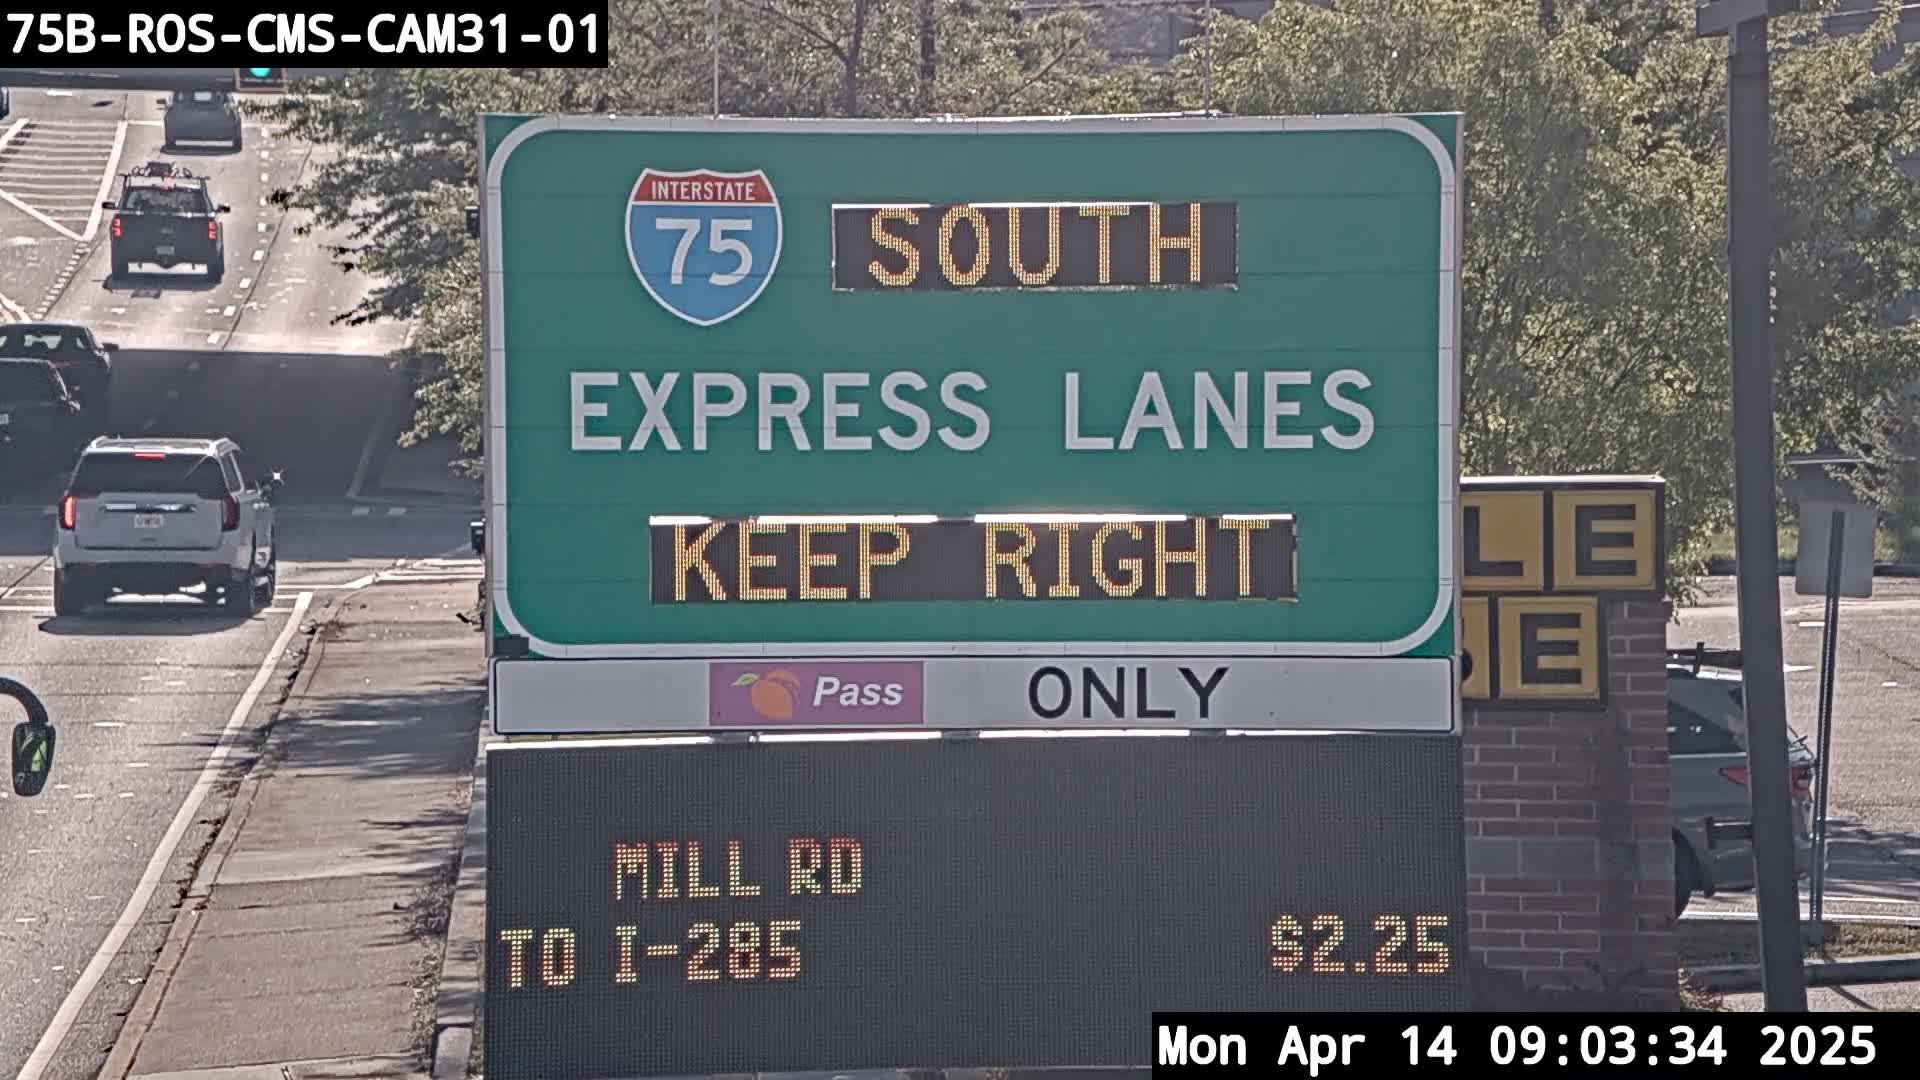 75B-ROS-CMS-CAM31-01
INTERSTATE
75
SOUTH
EXPRESS LANES
KEEP RIGHT
LE
E
Pass ONLY
MILL RD
TO I-285 $2.25
Mon Apr 14 09:03:34 2025